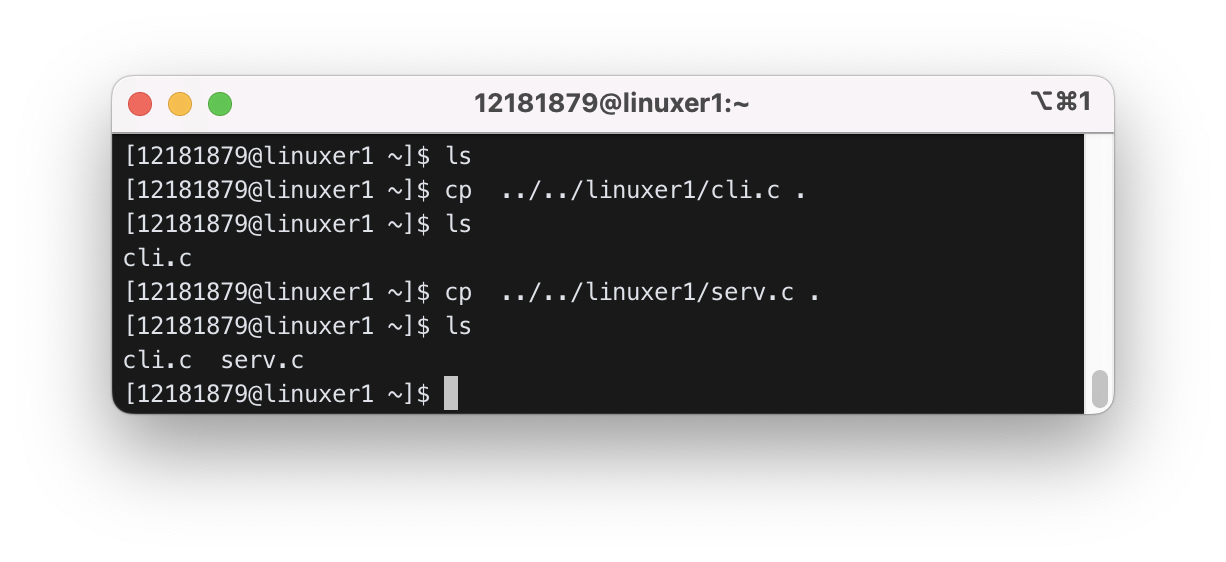 12181879@linuxer1:~ ⌥⌘1
[12181879@linuxer1 ~]$ ls
[12181879@linuxer1 ~]$ cp  ../../linuxer1/cli.c .
[12181879@linuxer1 ~]$ ls
cli.c
[12181879@linuxer1 ~]$ cp  ../../linuxer1/serv.c .
[12181879@linuxer1 ~]$ ls
cli.c  serv.c
[12181879@linuxer1 ~]$